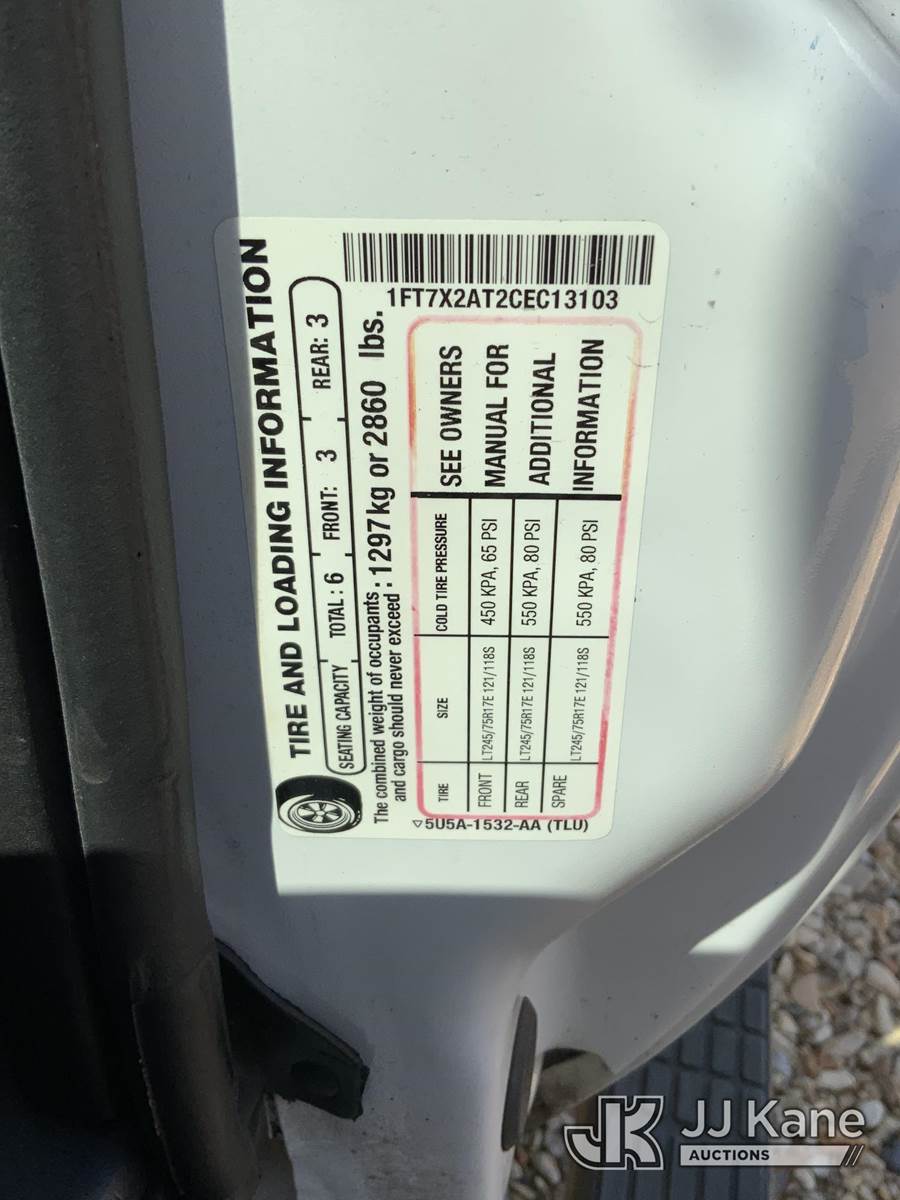 TIRE AND LOADING INFORMATION
SEATING CAPACITY TOTAL : 6 FRONT: 3 REAR: 3
The combined weight of occupants
and cargo should never exceed : 1297kg or 2860 lbs.
TIRE SIZE COLD TIRE PRESSURE
FRONT LT245/75R17E 121/118S 450 KPA, 65 PSI
REAR LT245/75R17E 121/118S 550 KPA, 80 PSI
SPARE LT245/75R17E 121/118S 550 KPA, 80 PSI
SEE OWNERS
MANUAL FOR
ADDITIONAL
INFORMATION
▽5U5A-1532-AA (TLU)
1FT7X2AT2CEC13103
JK JJ Kane
AUCTIONS